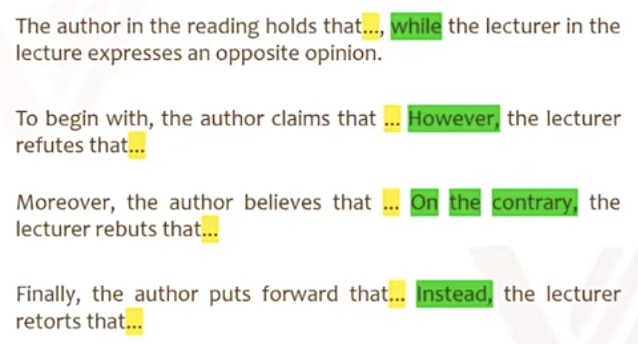 The author in the reading holds that..., while the lecturer in the
lecture expresses an opposite opinion.
To begin with, the author claims that ... However, the lecturer
refutes that...
Moreover, the author believes that ... On the contrary, the
lecturer rebuts that...
Finally, the author puts forward that... Instead, the lecturer
retorts that...